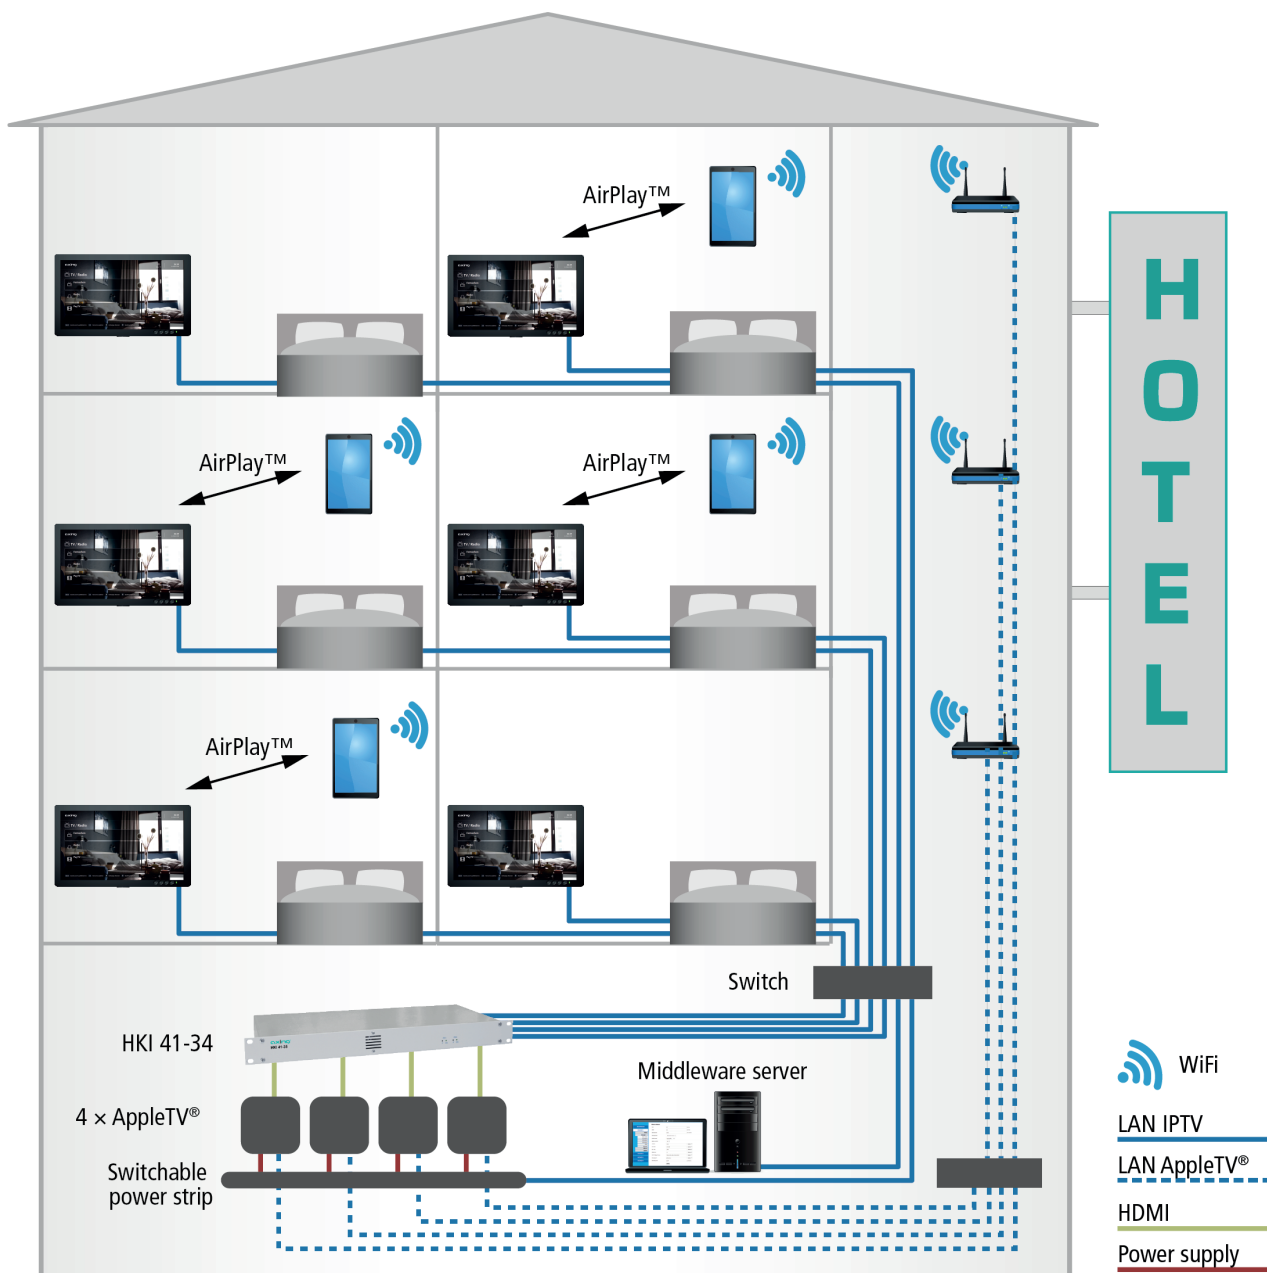 AirPlay™
AirPlay™
AirPlay™
AirPlay™
H
O
T
E
L
Switch
HKI 41-34
4 × AppleTV®
Switchable
power strip
Middleware server
WiFi
LAN IPTV
LAN AppleTV®
HDMI
Power supply